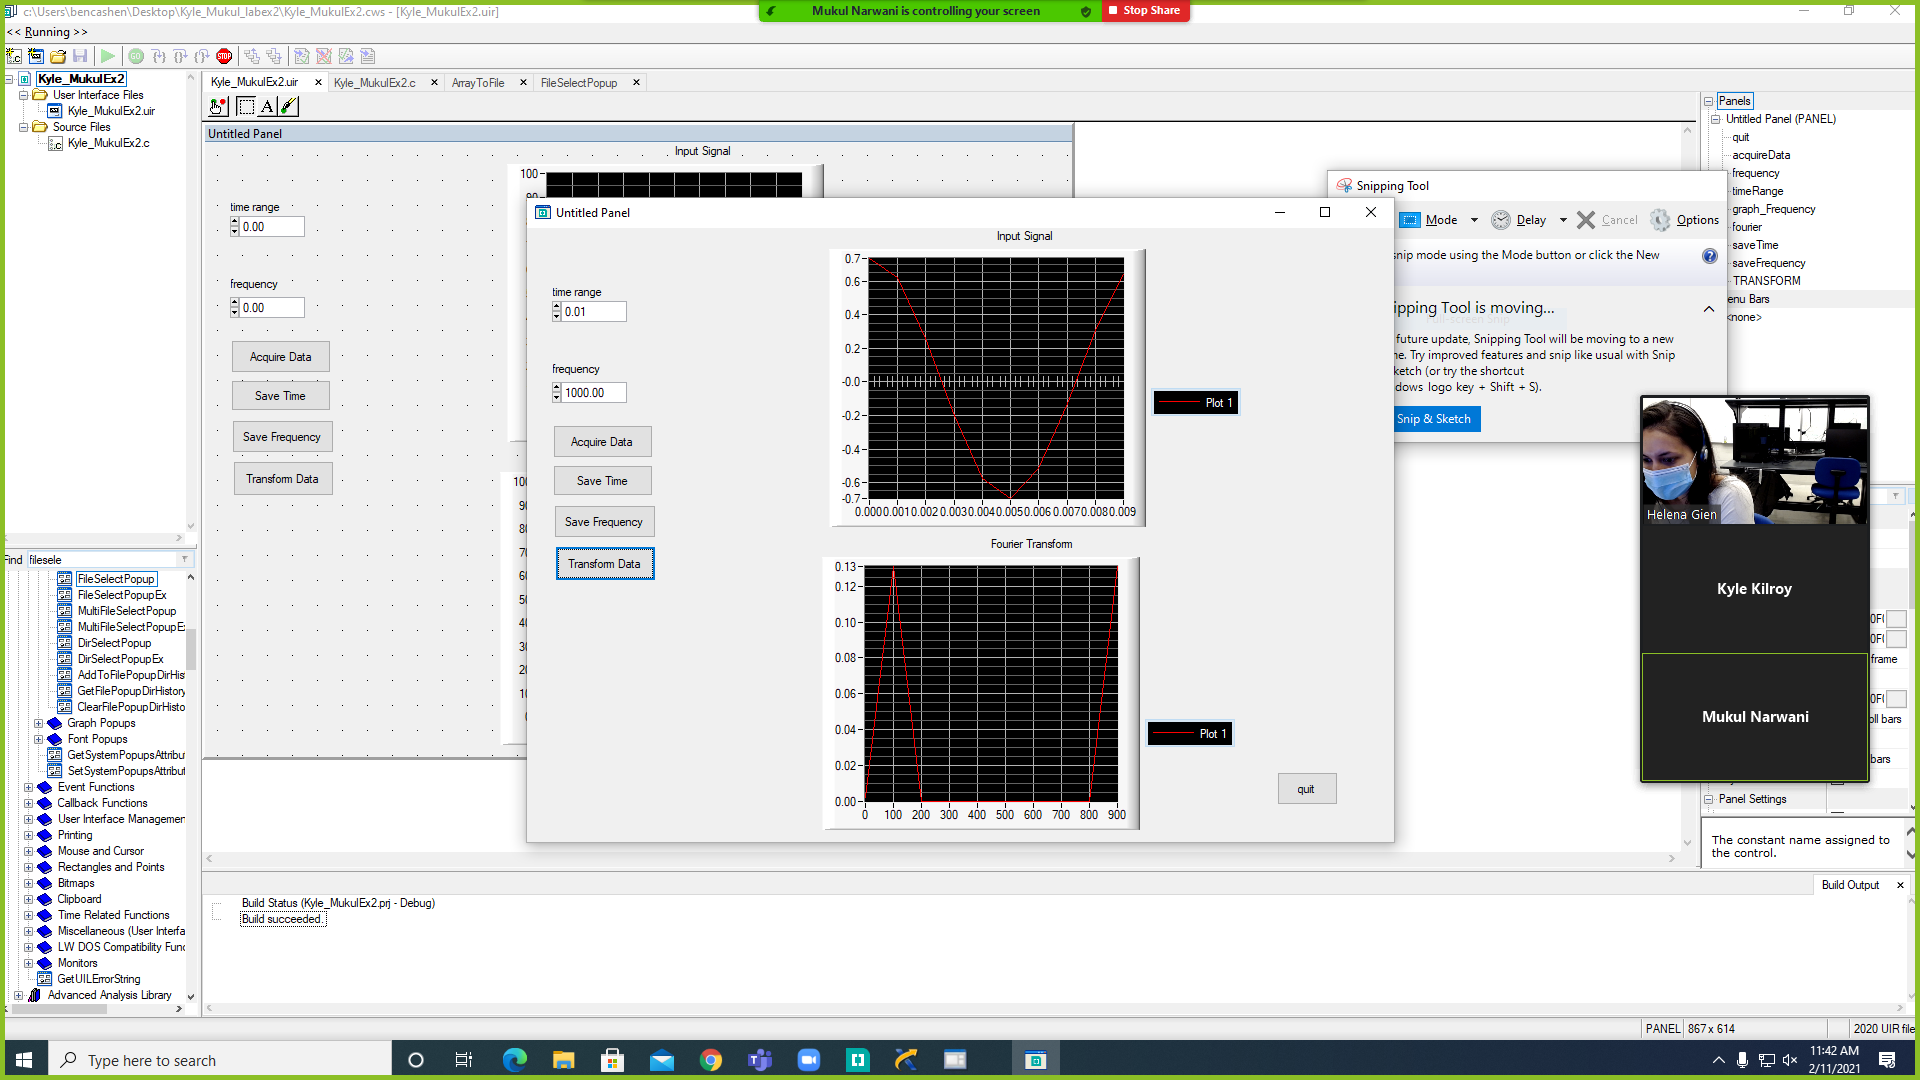 c:\Users\bencashen\Desktop\Kyle_Mukul_labex2\Kyle_MukulEx2.cws - [Kyle_MukulEx2.uir]
Mukul Narwani is controlling your screen
Stop Share
<< Running >>
Kyle_MukulEx2
User Interface Files
Kyle_MukulEx2.uir
Source Files
Kyle_MukulEx2.c
Kyle_MukulEx2.uir
Kyle_MukulEx2.c
ArrayToFile
FileSelectPopup
Untitled Panel
Input Signal
100
90
time range
0.00
frequency
0.00
Acquire Data
Save Time
Save Frequency
Transform Data
Untitled Panel
Input Signal
time range
0.01
frequency
1000.00
Acquire Data
Save Time
Save Frequency
Transform Data
0.7
0.6
0.4
0.2
-0.0
-0.2
-0.4
-0.6
-0.7
0.000 0.001 0.002 0.003 0.004 0.005 0.006 0.007 0.008 0.009
Plot 1
Fourier Transform
0.13
0.12
0.10
0.08
0.06
0.04
0.02
0.00
0 100 200 300 400 500 600 700 800 900
Plot 1
quit
Snipping Tool
Mode
Delay
Cancel
Options
snip mode using the Mode button or click the New
ipping Tool is moving...
future update, Snipping Tool will be moving to a new
e. Try improved features and snip like usual with Snip
ketch (or try the shortcut
dows logo key + Shift + S).
Snip & Sketch
Panels
Untitled Panel (PANEL)
quit
acquireData
frequency
timeRange
graph_Frequency
fourier
saveTime
saveFrequency
TRANSFORM
enu Bars
<none>
Helena Gien
Kyle Kilroy
Mukul Narwani
frame
oll bars
bars
Panel Settings
The constant name assigned to
the control.
Find
filesele
FileSelectPopup
FileSelectPopupEx
MultiFileSelectPopup
MultiFileSelectPopupEx
DirSelectPopup
DirSelectPopupEx
AddToFilePopupDirHis
GetFilePopupDirHistory
ClearFilePopupDirHisto
Graph Popups
Font Popups
GetSystemPopupsAttribu
SetSystemPopupsAttribut
Event Functions
Callback Functions
User Interface Managemen
Printing
Mouse and Cursor
Rectangles and Points
Bitmaps
Clipboard
Time Related Functions
Miscellaneous (User Interfa
LW DOS Compatibility Func
Monitors
GetUILErrorString
Advanced Analysis Library
Build Output
Build Status (Kyle_MukulEx2.prj - Debug)
Build succeeded.
PANEL
867 x 614
2020 UIR file
Type here to search
11:42 AM
2/11/2021